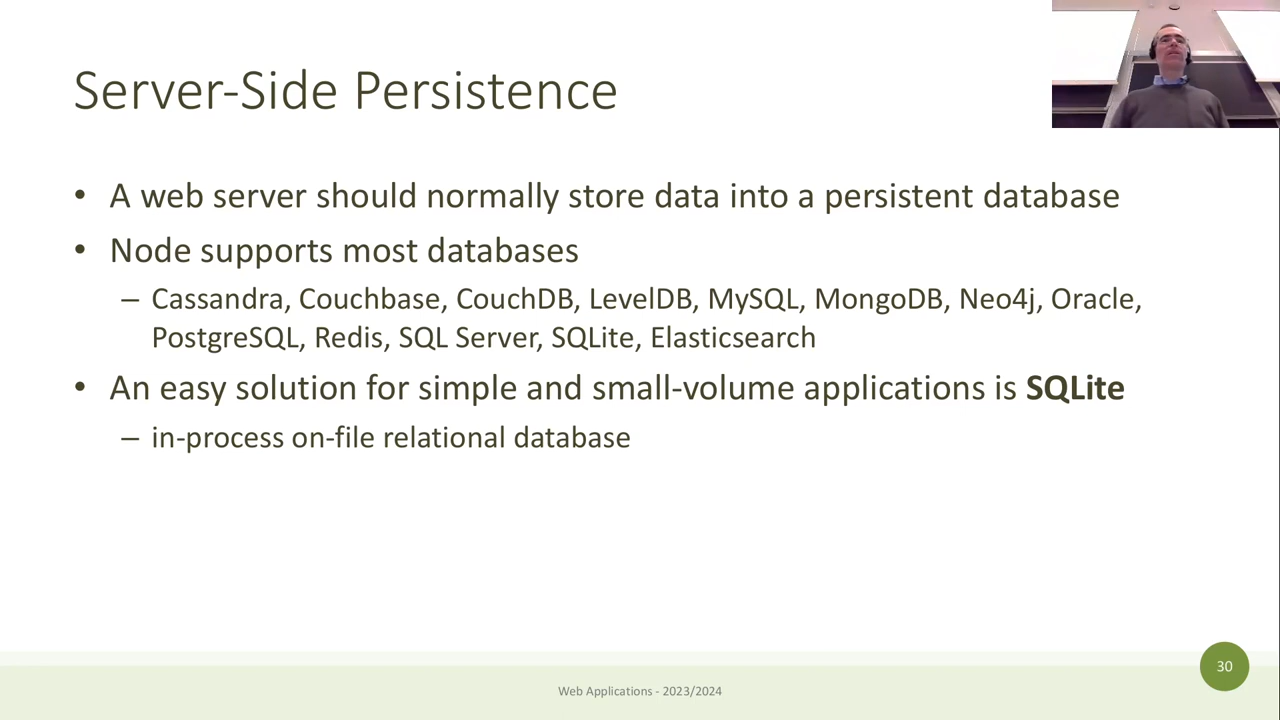 Server-Side Persistence
• A web server should normally store data into a persistent database
• Node supports most databases
– Cassandra, Couchbase, CouchDB, LevelDB, MySQL, MongoDB, Neo4j, Oracle,
PostgreSQL, Redis, SQL Server, SQLite, Elasticsearch
• An easy solution for simple and small-volume applications is SQLite
– in-process on-file relational database
30
Web Applications - 2023/2024